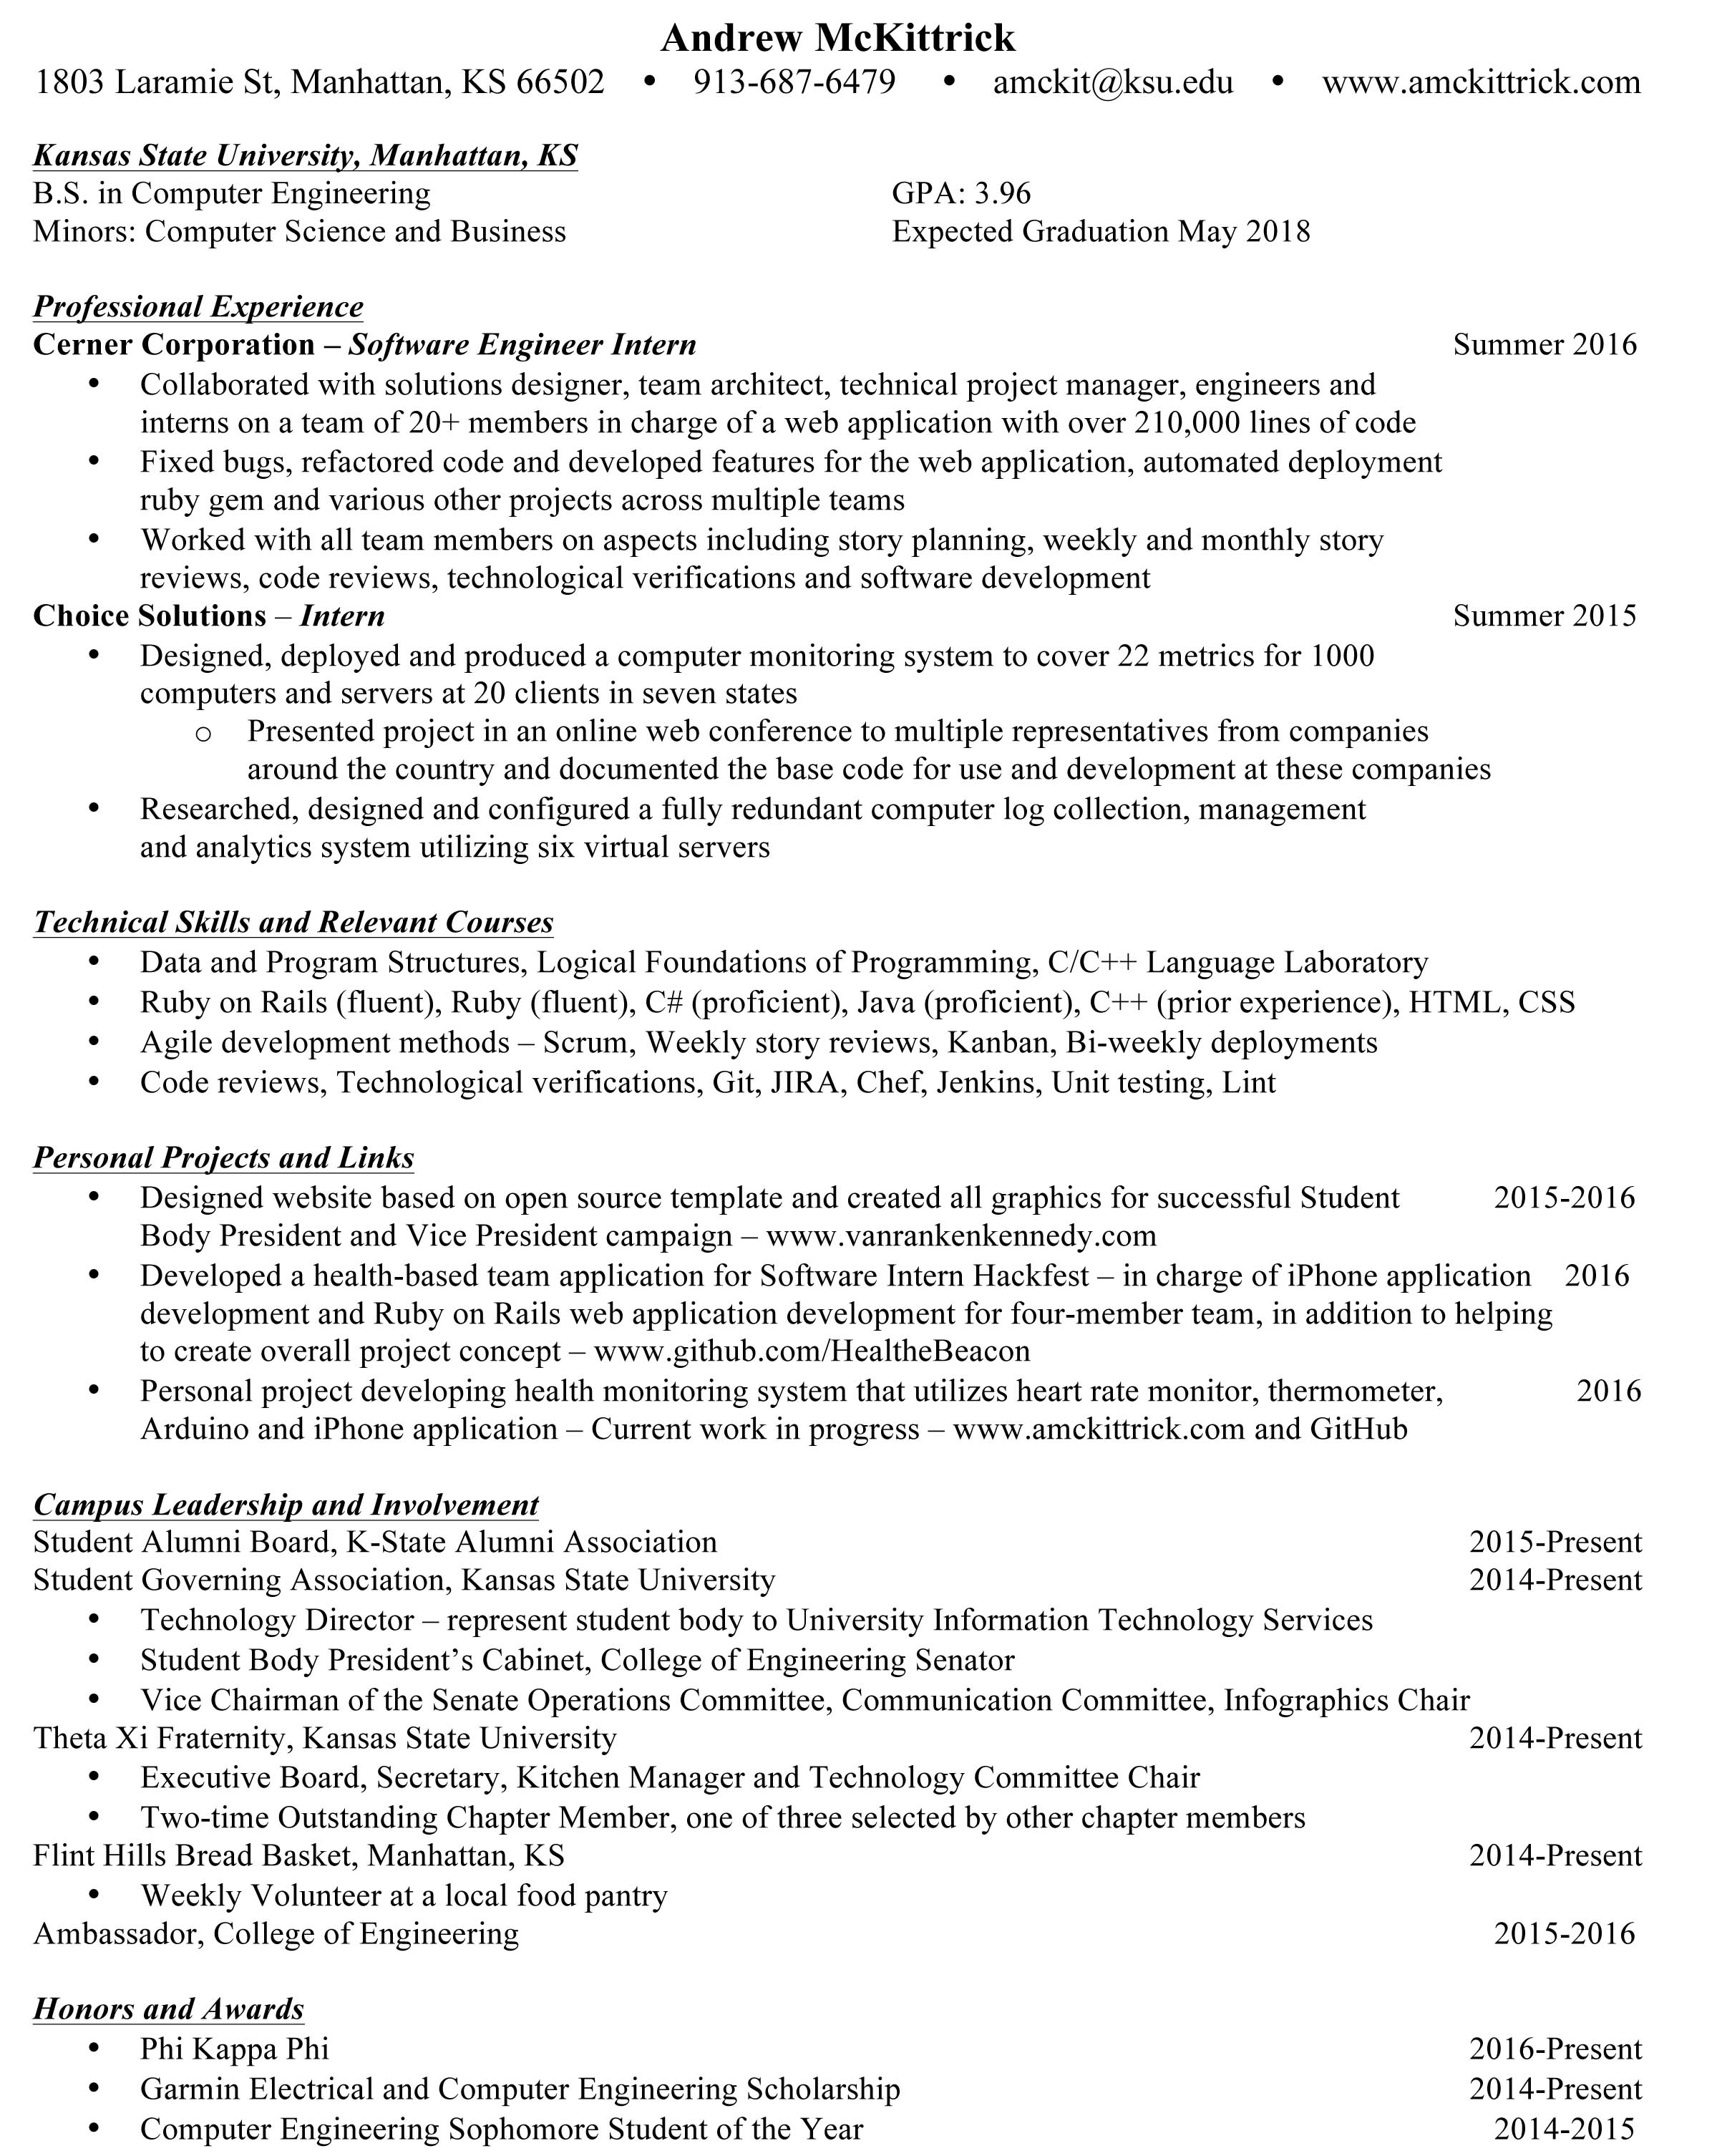 Andrew McKittrick
1803 Laramie St, Manhattan, KS 66502 • 913-687-6479 • amckit@ksu.edu • www.amckittrick.com
Kansas State University, Manhattan, KS
B.S. in Computer Engineering GPA: 3.96
Minors: Computer Science and Business Expected Graduation May 2018
Professional Experience
Cerner Corporation – Software Engineer Intern Summer 2016
• Collaborated with solutions designer, team architect, technical project manager, engineers and
interns on a team of 20+ members in charge of a web application with over 210,000 lines of code
• Fixed bugs, refactored code and developed features for the web application, automated deployment
ruby gem and various other projects across multiple teams
• Worked with all team members on aspects including story planning, weekly and monthly story
reviews, code reviews, technological verifications and software development
Choice Solutions – Intern Summer 2015
• Designed, deployed and produced a computer monitoring system to cover 22 metrics for 1000
computers and servers at 20 clients in seven states
o Presented project in an online web conference to multiple representatives from companies
around the country and documented the base code for use and development at these companies
• Researched, designed and configured a fully redundant computer log collection, management
and analytics system utilizing six virtual servers
Technical Skills and Relevant Courses
• Data and Program Structures, Logical Foundations of Programming, C/C++ Language Laboratory
• Ruby on Rails (fluent), Ruby (fluent), C# (proficient), Java (proficient), C++ (prior experience), HTML, CSS
• Agile development methods – Scrum, Weekly story reviews, Kanban, Bi-weekly deployments
• Code reviews, Technological verifications, Git, JIRA, Chef, Jenkins, Unit testing, Lint
Personal Projects and Links
• Designed website based on open source template and created all graphics for successful Student 2015-2016
Body President and Vice President campaign – www.vanrankenkennedy.com
• Developed a health-based team application for Software Intern Hackfest – in charge of iPhone application 2016
development and Ruby on Rails web application development for four-member team, in addition to helping
to create overall project concept – www.github.com/HealtheBeacon
• Personal project developing health monitoring system that utilizes heart rate monitor, thermometer, 2016
Arduino and iPhone application – Current work in progress – www.amckittrick.com and GitHub
Campus Leadership and Involvement
Student Alumni Board, K-State Alumni Association 2015-Present
Student Governing Association, Kansas State University 2014-Present
• Technology Director – represent student body to University Information Technology Services
• Student Body President’s Cabinet, College of Engineering Senator
• Vice Chairman of the Senate Operations Committee, Communication Committee, Infographics Chair
Theta Xi Fraternity, Kansas State University 2014-Present
• Executive Board, Secretary, Kitchen Manager and Technology Committee Chair
• Two-time Outstanding Chapter Member, one of three selected by other chapter members
Flint Hills Bread Basket, Manhattan, KS 2014-Present
• Weekly Volunteer at a local food pantry
Ambassador, College of Engineering 2015-2016
Honors and Awards
• Phi Kappa Phi 2016-Present
• Garmin Electrical and Computer Engineering Scholarship 2014-Present
• Computer Engineering Sophomore Student of the Year 2014-2015